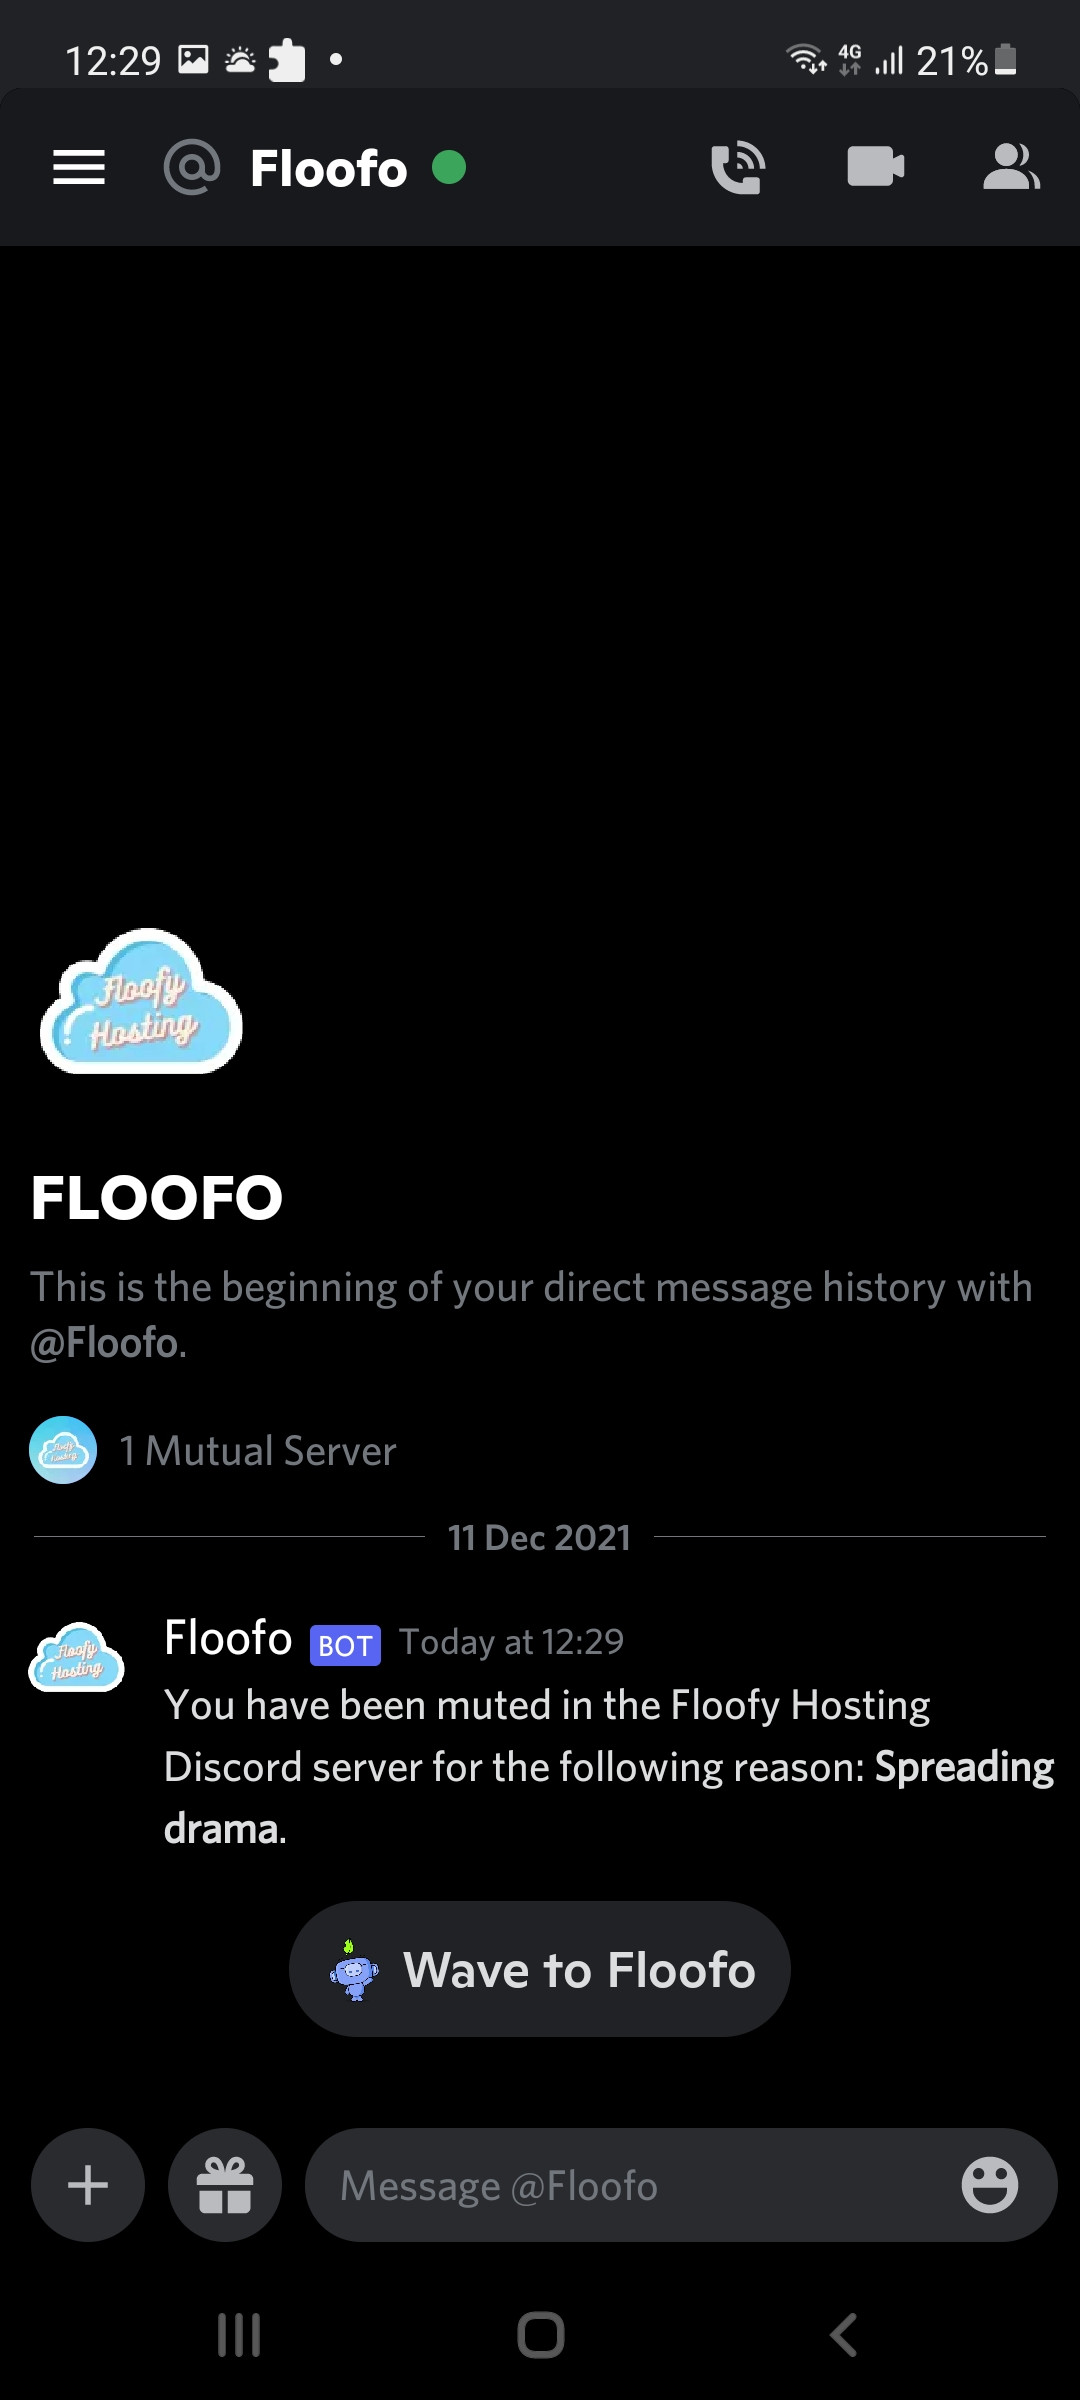 12:29
4G
21%
Floofo
Floofy
Hosting
FLOOFO
This is the beginning of your direct message history with
@Floofo.
1 Mutual Server
11 Dec 2021
Floofo BOT Today at 12:29
Floofy
Hosting
You have been muted in the Floofy Hosting
Discord server for the following reason: Spreading
drama.
Wave to Floofo
Message @Floofo